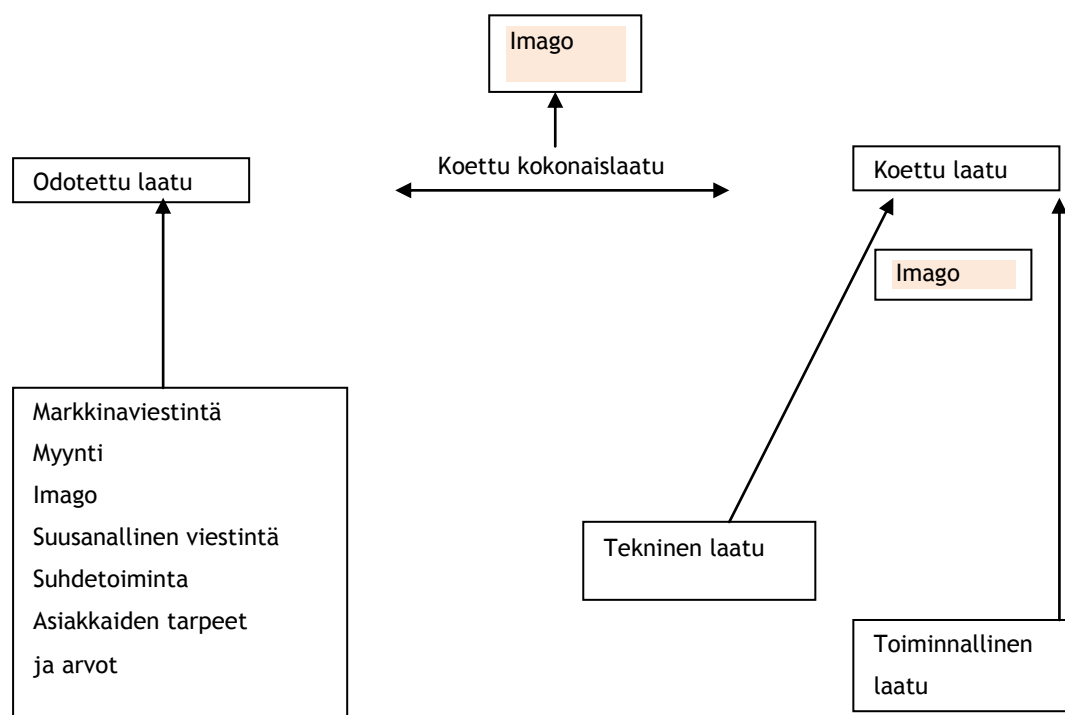 Imago
Koettu kokonaislaatu
Odotettu laatu
Koettu laatu
Imago
Markkinaviestintä
Myynti
Imago
Suusanallinen viestintä
Suhdetoiminta
Asiakkaiden tarpeet
ja arvot
Tekninen laatu
Toiminnallinen
laatu